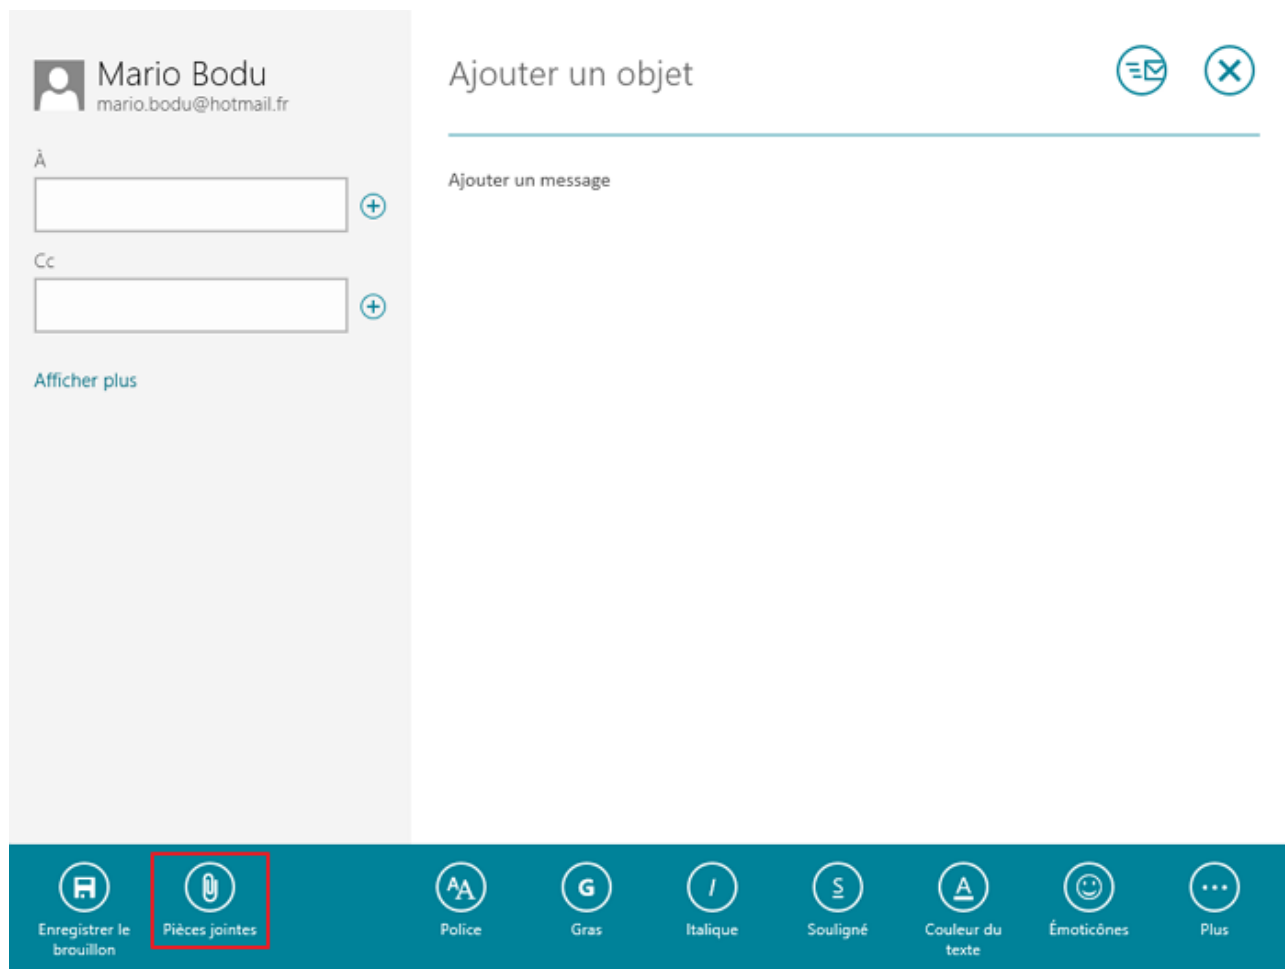 Mario Bodu
mario.bodu@hotmail.fr
À
Cc
Afficher plus
Ajouter un objet
Ajouter un message
Enregistrer le
brouillon
Pièces jointes
AA
Police
G
Gras
I
Italique
S
Souligné
A
Couleur du
texte
Émoticônes
Plus